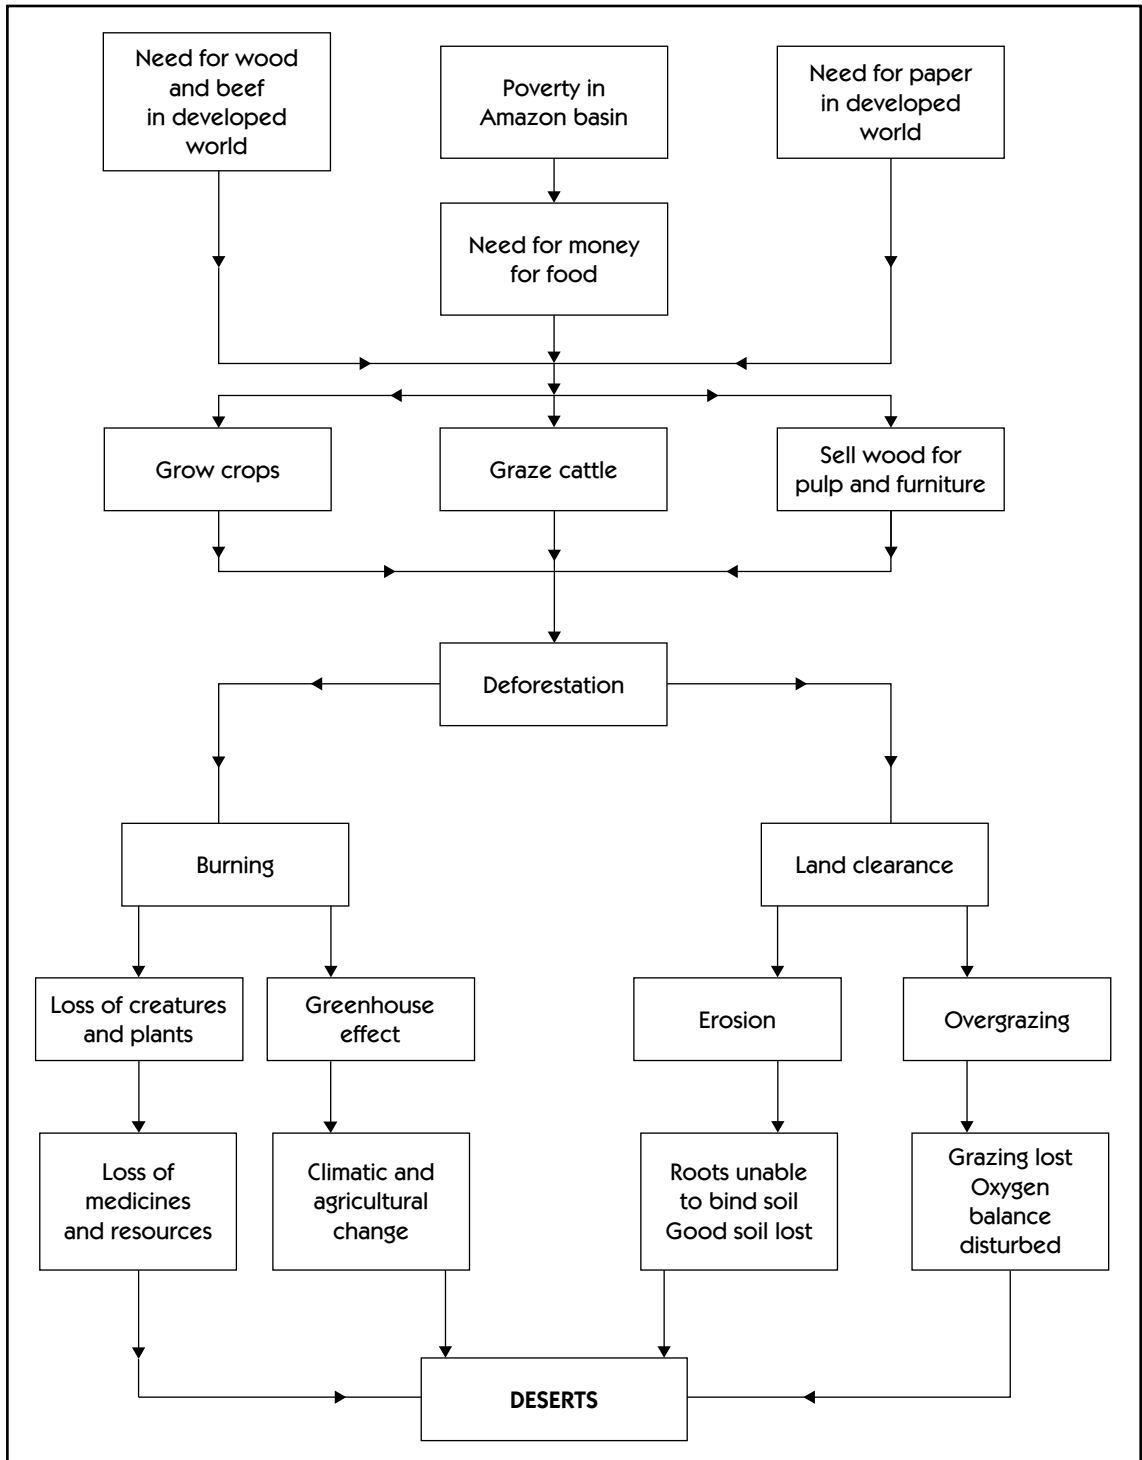 Need for wood
and beef
in developed
world
Poverty in
Amazon basin
Need for paper
in developed
world
Need for money
for food
Grow crops
Graze cattle
Sell wood for
pulp and furniture
Deforestation
Burning
Land clearance
Loss of creatures
and plants
Greenhouse
effect
Erosion
Overgrazing
Loss of
medicines
and resources
Climatic and
agricultural
change
Roots unable
to bind soil
Good soil lost
Grazing lost
Oxygen
balance
disturbed
DESERTS